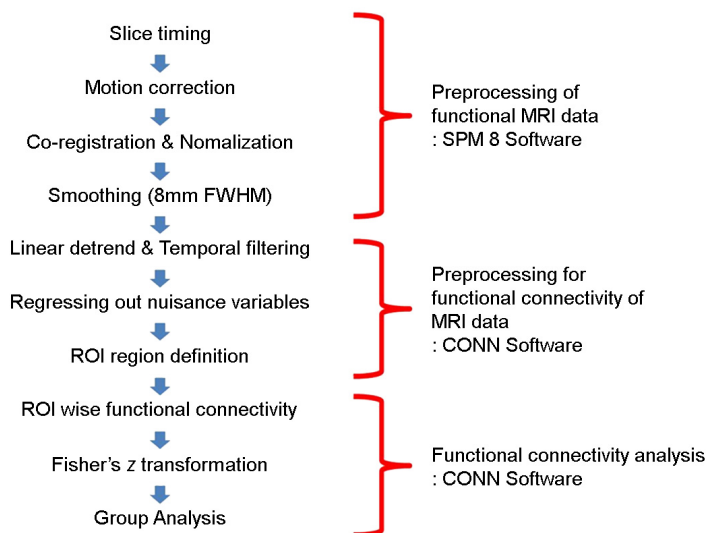 Slice timing
Motion correction
Co-registration & Nomalization
Smoothing (8mm FWHM)
Linear detrend & Temporal filtering
Regressing out nuisance variables
ROI region definition
ROI wise functional connectivity
Fisher's z transformation
Group Analysis
Preprocessing of
functional MRI data
: SPM 8 Software
Preprocessing for
functional connectivity of
MRI data
: CONN Software
Functional connectivity analysis
: CONN Software